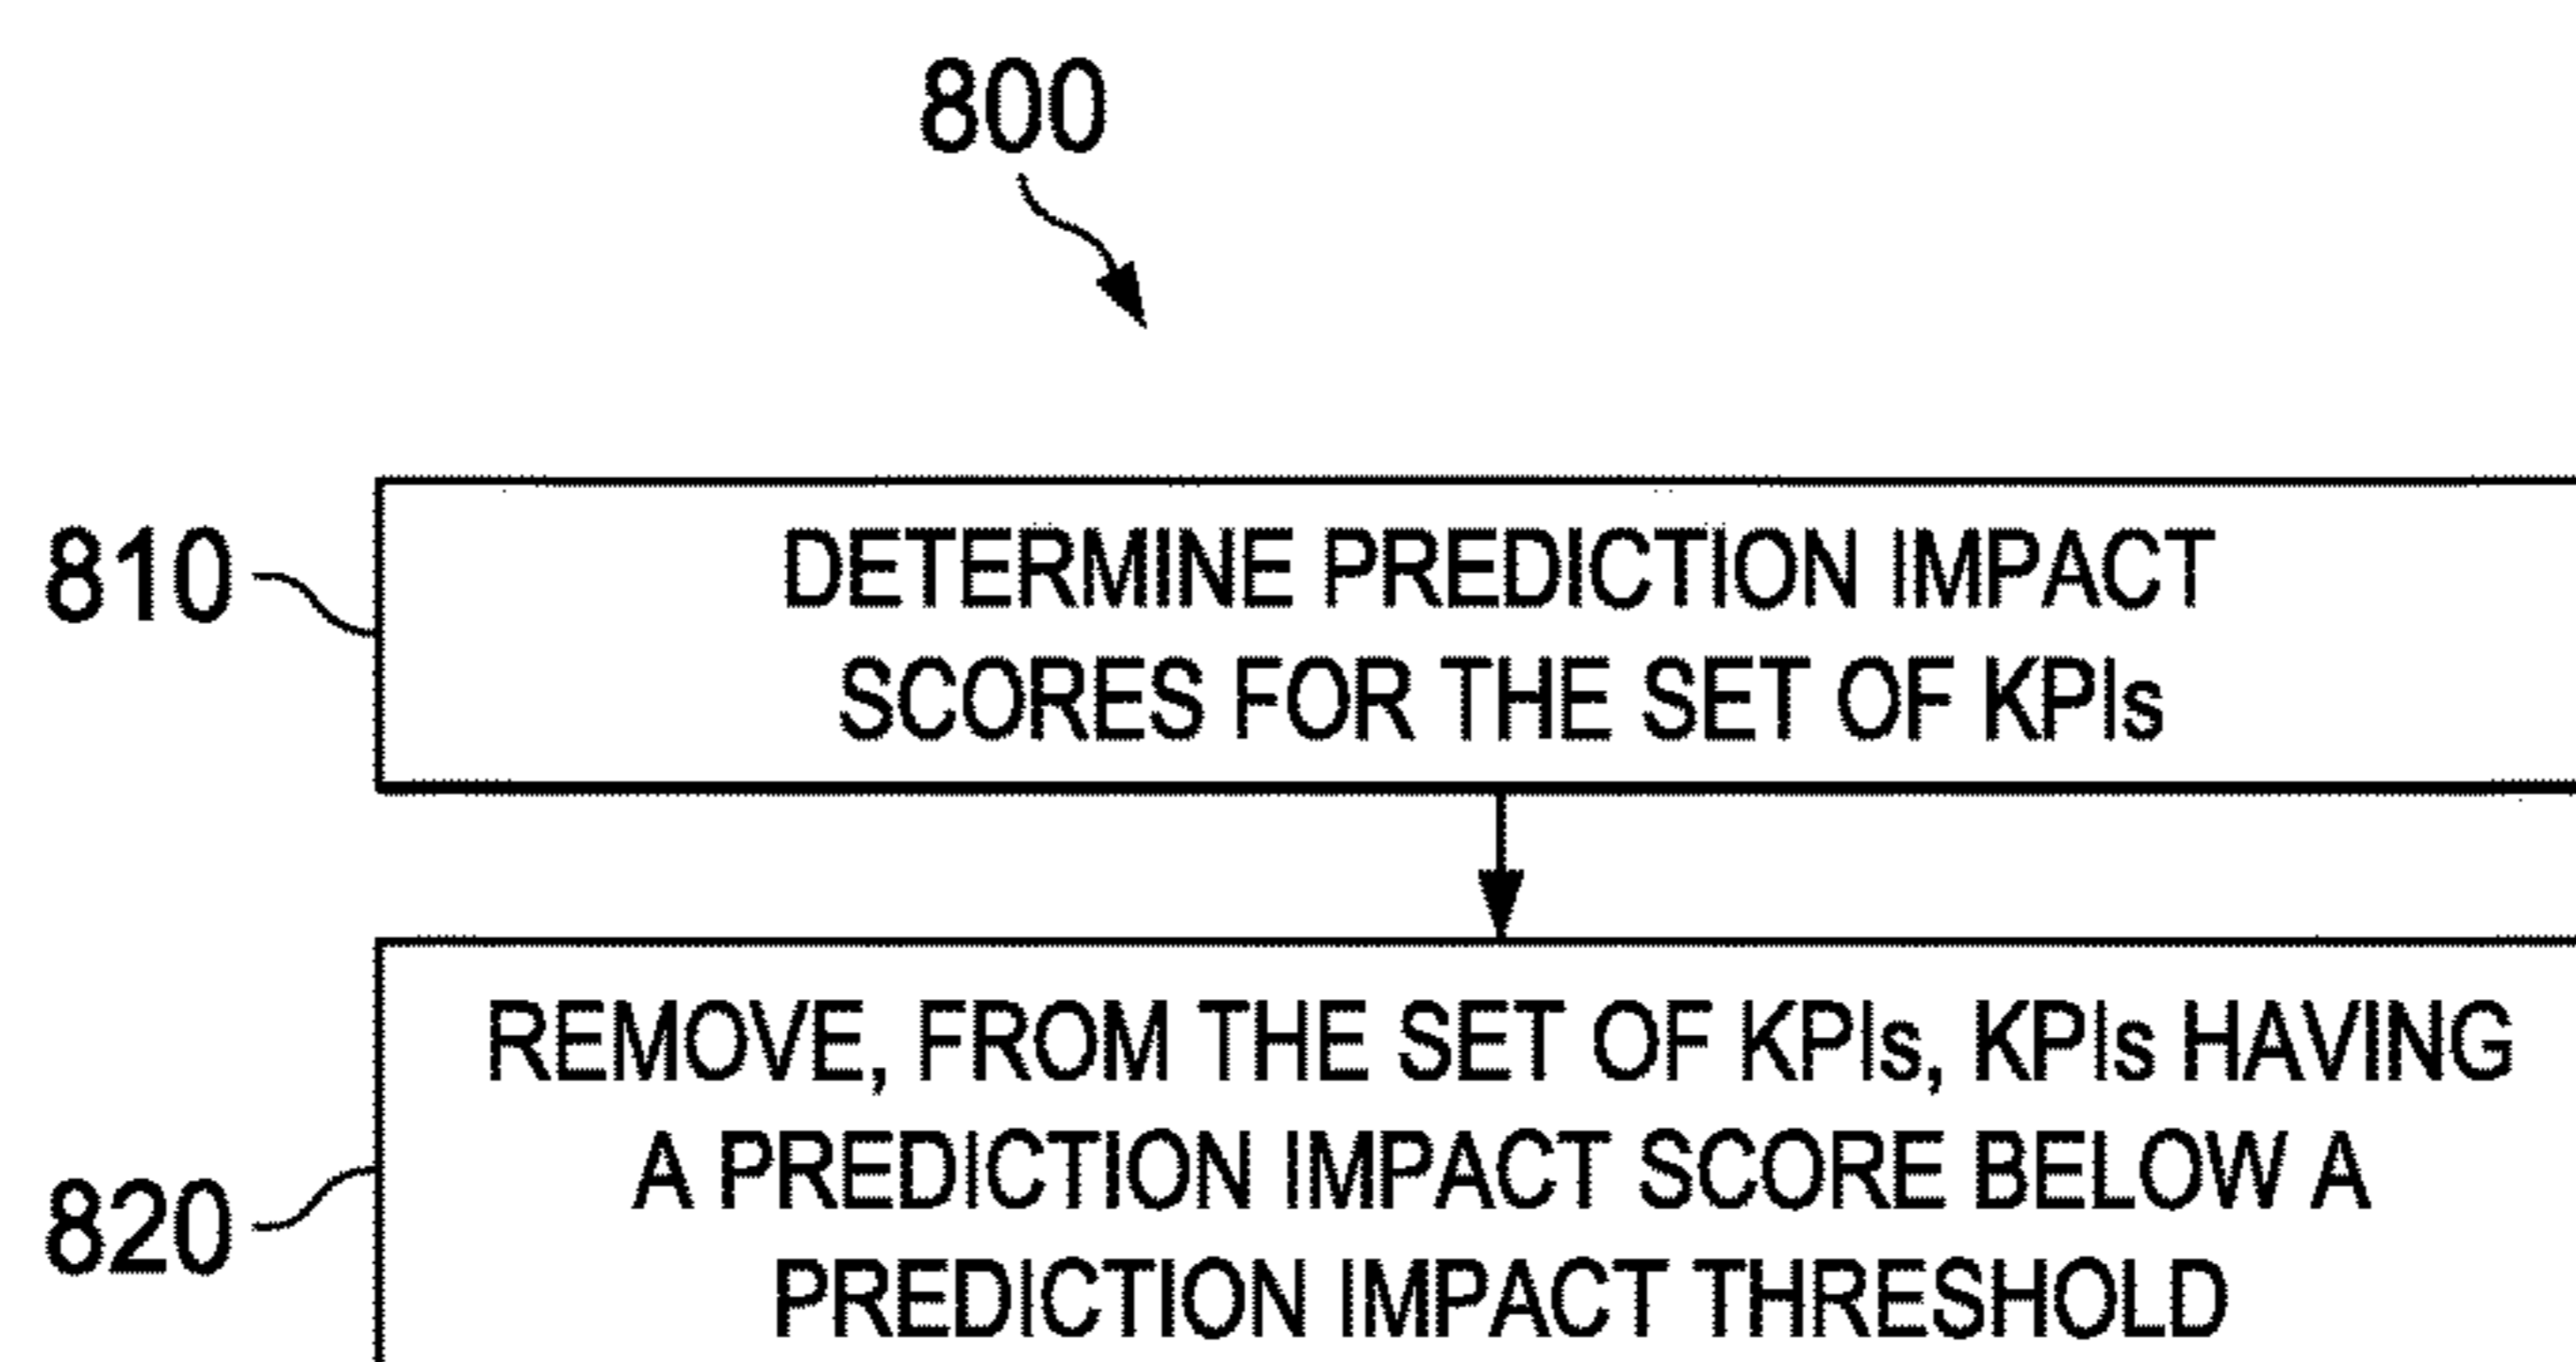 800
810
DETERMINE PREDICTION IMPACT
SCORES FOR THE SET OF KPIs
820
REMOVE, FROM THE SET OF KPIs, KPIs HAVING
A PREDICTION IMPACT SCORE BELOW A
PREDICTION IMPACT THRESHOLD